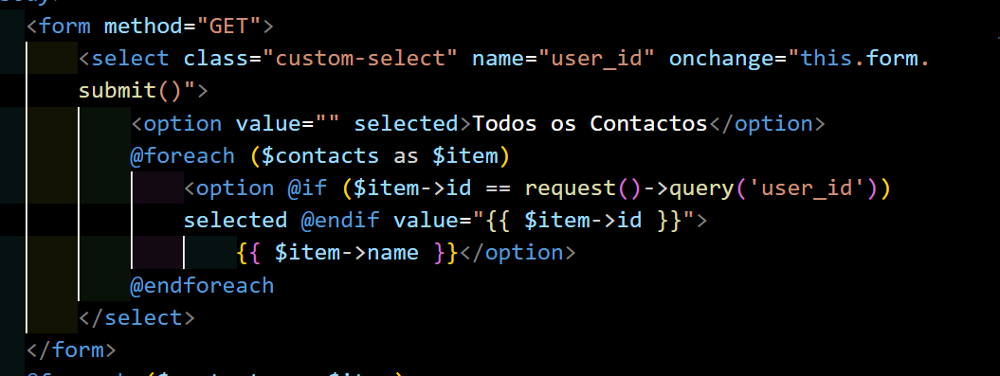 <form method="GET">
<select class="custom-select" name="user_id" onchange="this.form.
submit()">
<option value="" selected>Todos os Contactos</option>
@foreach ($contacts as $item)
<option @if ($item->id == request()->query('user_id'))
selected @endif value="{{ $item->id }}">
{{ $item->name }}</option>
@endforeach
</select>
</form>